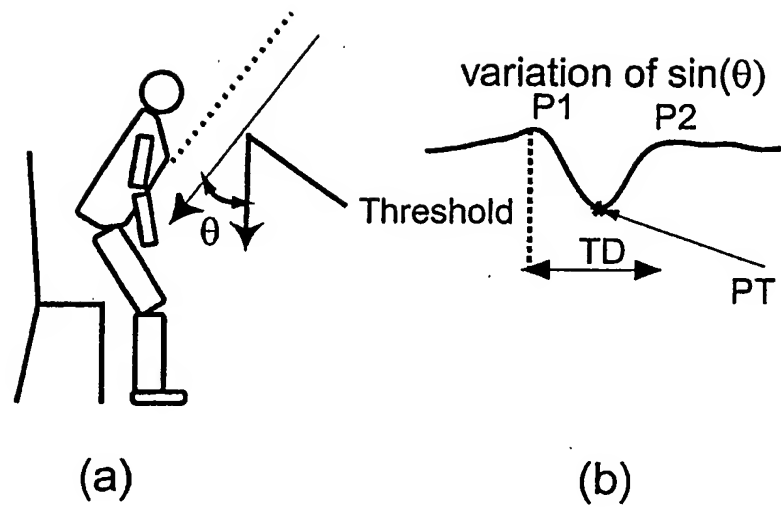 variation of sin(θ)
P1
P2
Threshold
θ
TD
PT
(a)
(b)